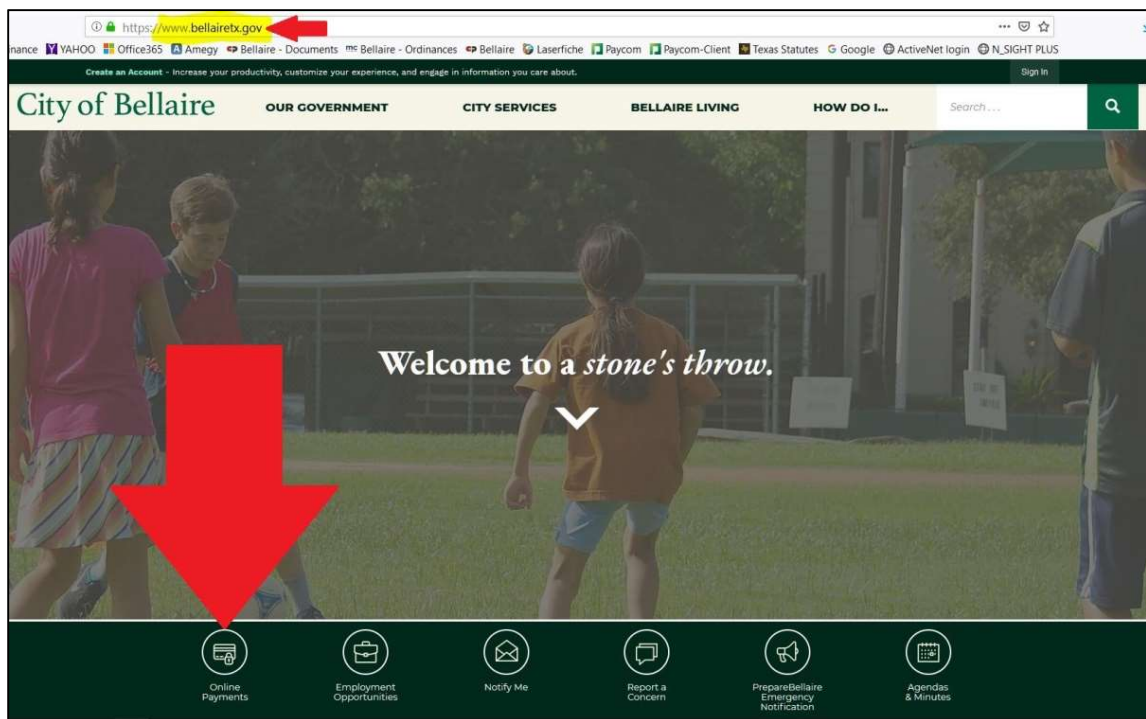 https://www.bellairetx.gov
inance YAHOO Office365 Amegy Bellaire - Documents Bellaire - Ordinances Bellaire Laserfiche Paycom Paycom-Client Texas Statutes Google ActiveNet login N_SIGHT PLUS
Create an Account - Increase your productivity, customize your experience, and engage in information you care about. Sign In
City of Bellaire OUR GOVERNMENT CITY SERVICES BELLAIRE LIVING HOW DO I... Search...
Welcome to a stone's throw.
Online
Payments
Employment
Opportunities
Notify Me
Report a
Concern
PrepareBellaire
Emergency
Notification
Agendas
& Minutes